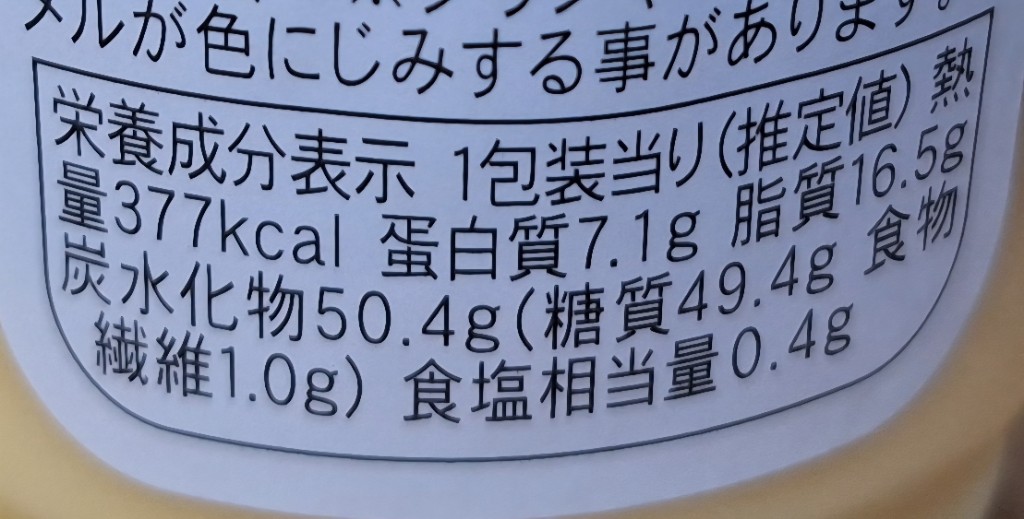 メルが色にじみする事があります。
栄養成分表示 1包装当り(推定値) 熱
量377kcal 蛋白質7.1g 脂質16.5g
炭水化物50.4g(糖質49.4g 食物
繊維1.0g) 食塩相当量0.4g